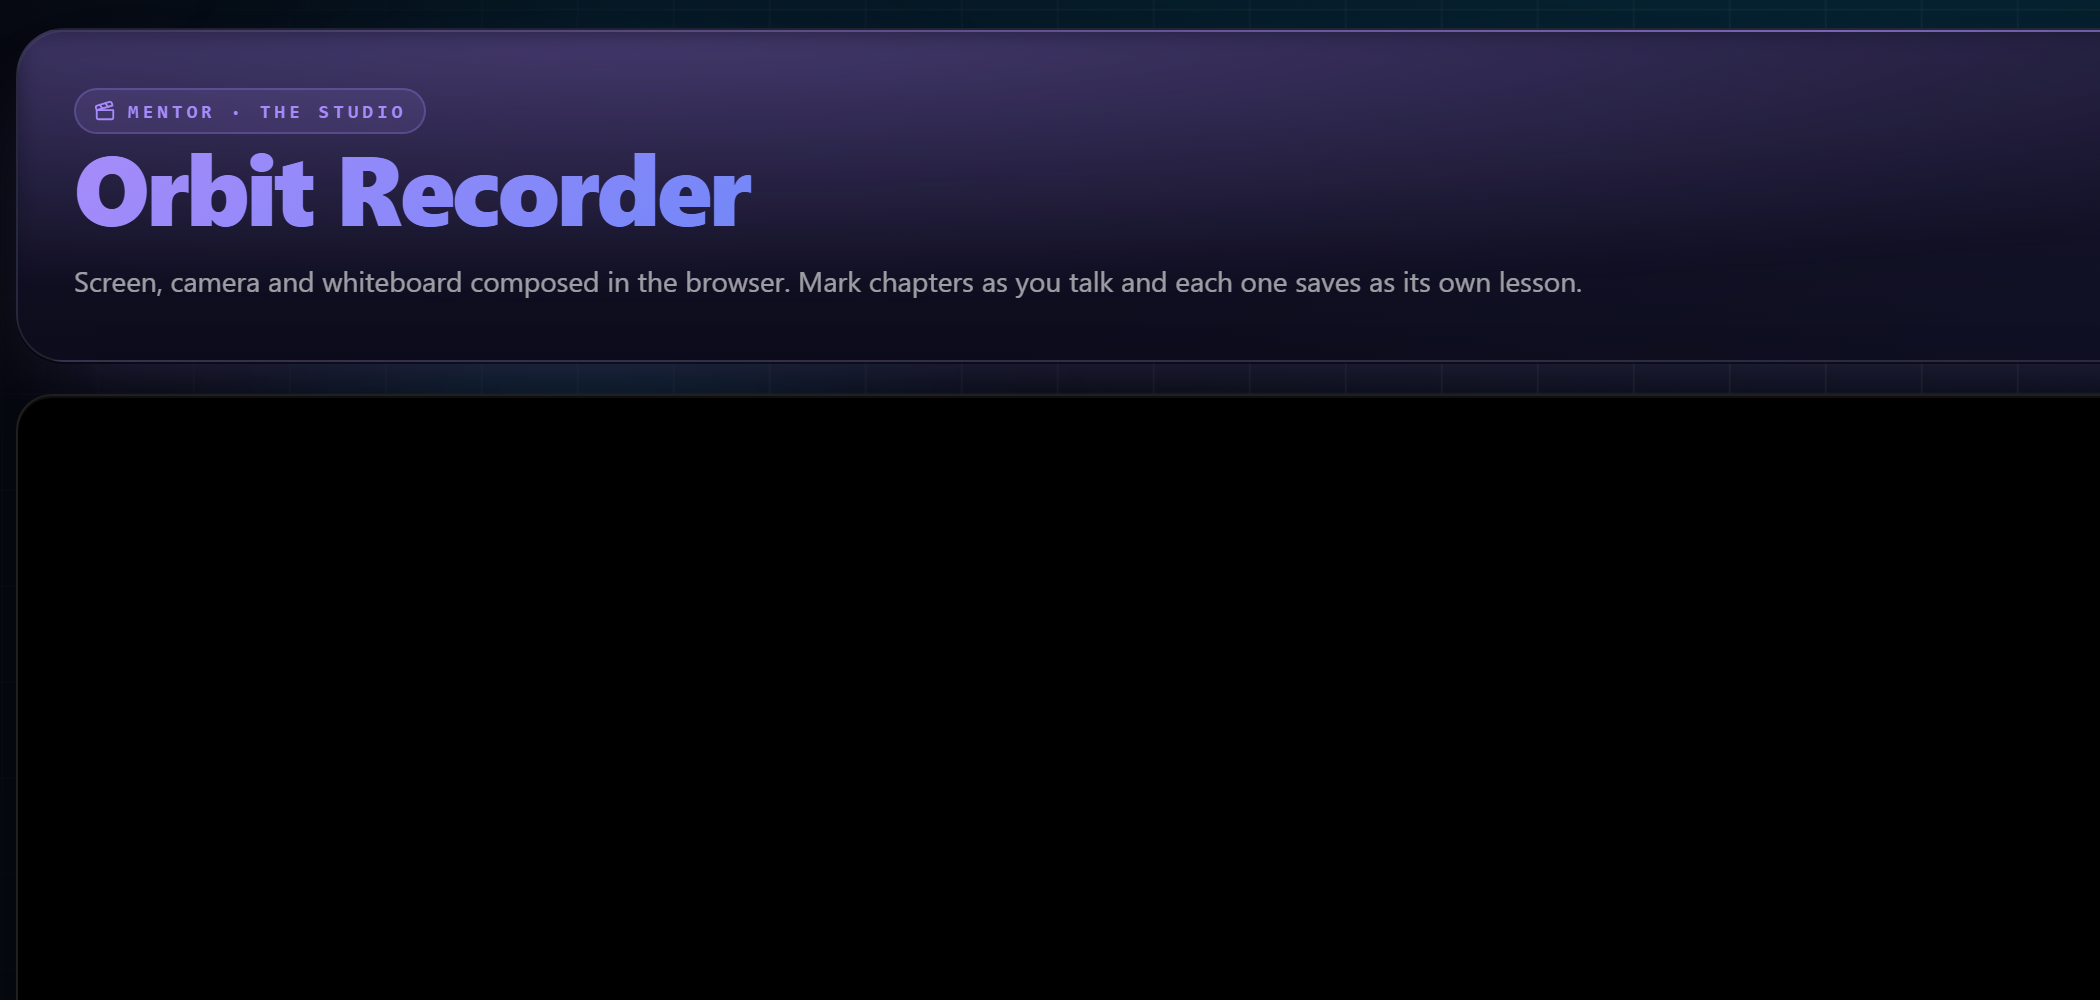 MENTOR · THE STUDIO
Orbit Recorder
Screen, camera and whiteboard composed in the browser. Mark chapters as you talk and each one saves as its own lesson.